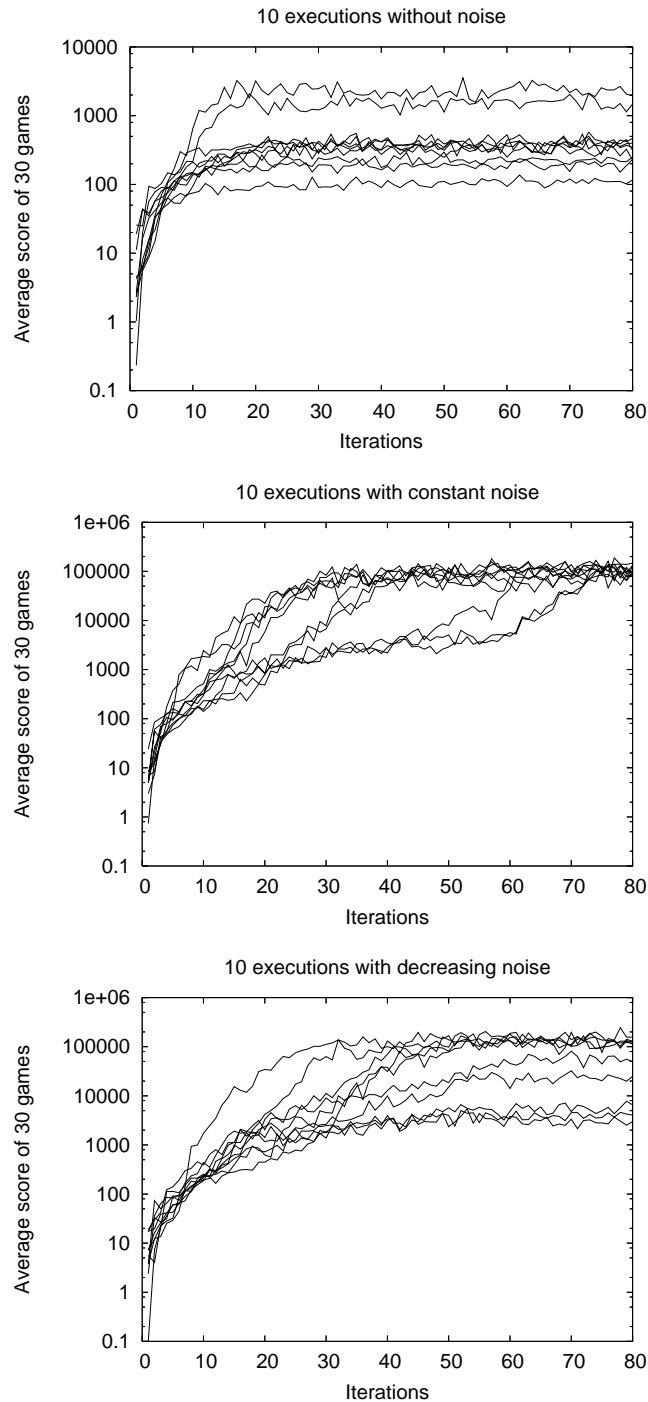 10 executions without noise
10000
1000
100
10
1
0.1
Average score of 30 games
0 10 20 30 40 50 60 70 80
Iterations
10 executions with constant noise
1e+06
100000
10000
1000
100
10
1
0.1
Average score of 30 games
0 10 20 30 40 50 60 70 80
Iterations
10 executions with decreasing noise
1e+06
100000
10000
1000
100
10
1
0.1
Average score of 30 games
0 10 20 30 40 50 60 70 80
Iterations